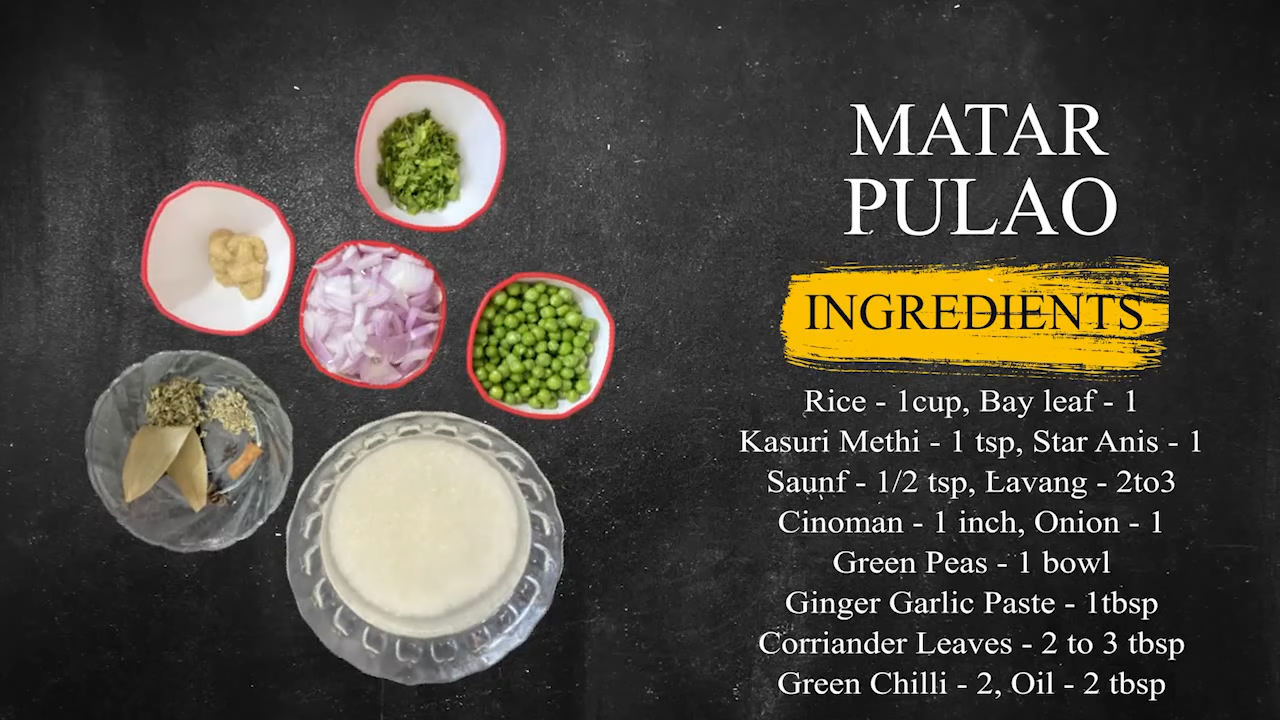 MATAR
PULAO
INGREDIENTS
Rice - 1cup, Bay leaf - 1
Kasuri Methi - 1 tsp, Star Anis - 1
Saunf - 1/2 tsp, Lavang - 2to3
Cinoman - 1 inch, Onion - 1
Green Peas - 1 bowl
Ginger Garlic Paste - 1tbsp
Corriander Leaves - 2 to 3 tbsp
Green Chilli - 2, Oil - 2 tbsp